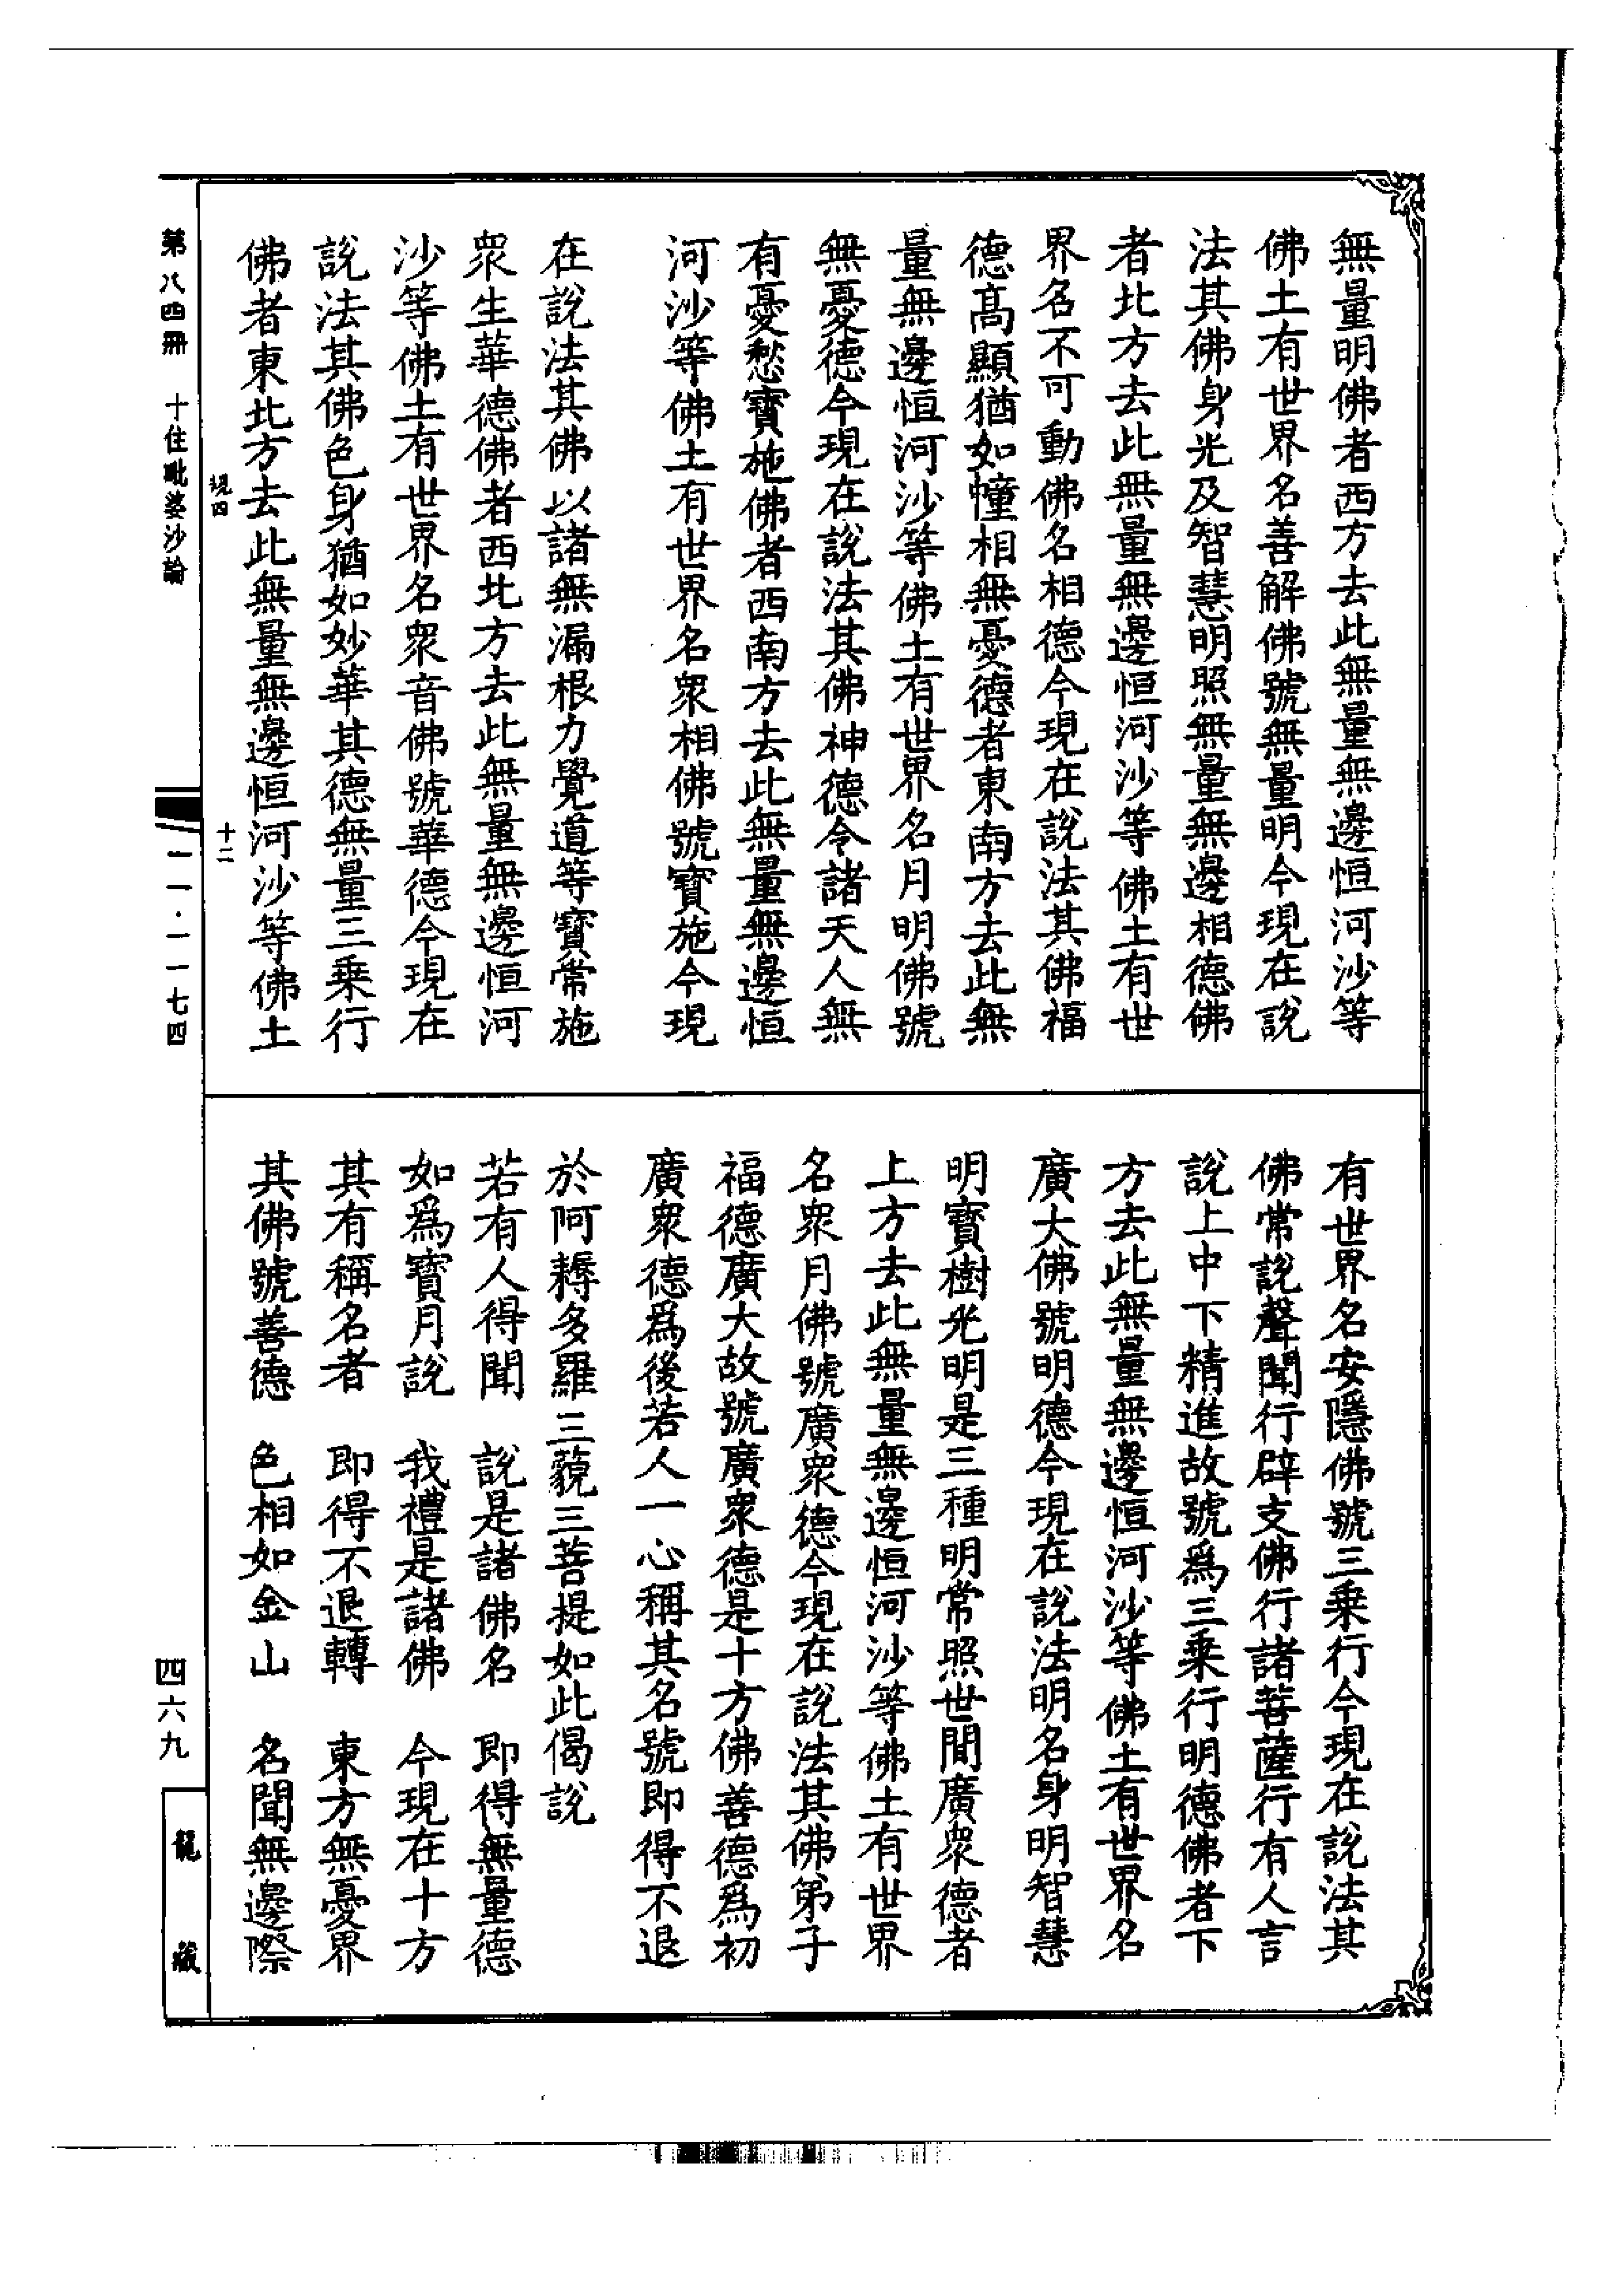 無量明佛者西方去此無量無邊恒河沙等
佛土有世界名善解佛號無量明今現在說
法其佛身光及智慧明照無量無邊相德佛
者北方去此無量無邊恒河沙等佛土有世
界名不可動佛名相德今現在說法其佛福
德高顯猶如幢相無憂德者東南方去此無
量無邊恒河沙等佛土有世界名月明佛號
無憂德今現在說法其佛神德令諸天人無
有憂愁寶施佛者西南方去此無量無邊恒
河沙等佛土有世界名眾相佛號寶施今現
在說法其佛以諸無漏根力覺道等寶常施
眾生華德佛者西北方去此無量無邊恒河
沙等佛土有世界名眾音佛號華德今現在
說法其佛色身猶如妙華其德無量三乘行
佛者東北方去此無量無邊恒河沙等佛土
有世界名安隱佛號三乘行今現在說法其
佛常說聲聞行辟支佛行諸菩薩行有人言
說上中下精進故號為三乘行明德佛者下
方去此無量無邊恒河沙等佛土有世界名
廣大佛號明德今現在說法明名身明智慧
明寶樹光明是三種明常照世間廣眾德者
上方去此無量無邊恒河沙等佛土有世界
名眾月佛號廣眾德今現在說法其佛弟子
福德廣大故號廣眾德是十方佛善德為初
廣眾德為後若人一心稱其名號即得不退
於阿耨多羅三藐三菩提如此偈說
若有人得聞　說是諸佛名　即得無量德
如為寶月說　我禮是諸佛　今現在十方
其有稱名者　即得不退轉　東方無憂界
其佛號善德　色相如金山　名聞無邊際
現四　十二
第八四冊　十住毗婆沙論　一一·一一七四　四六九　龍藏